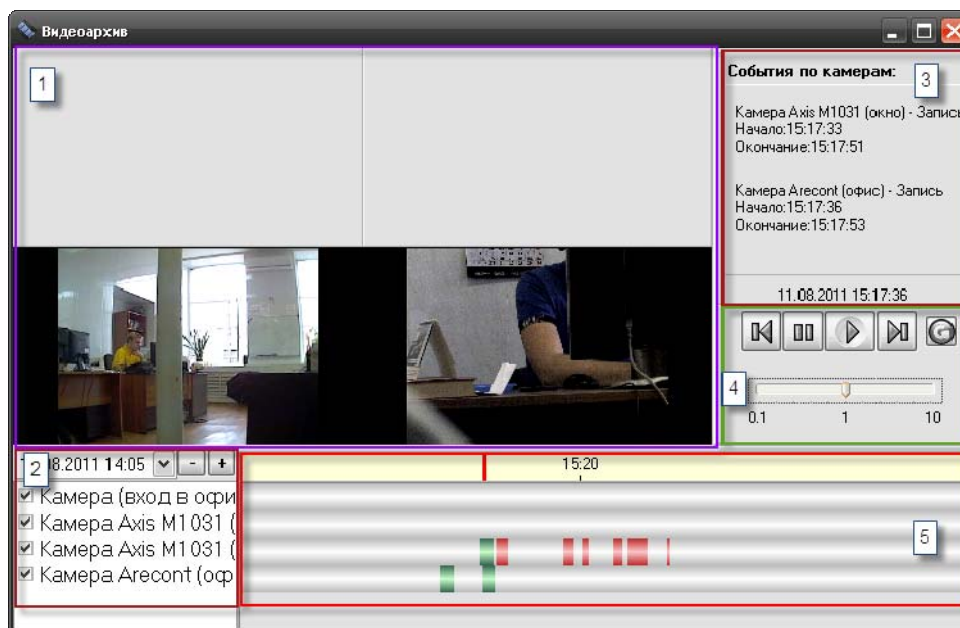 Видеоархив
1
События по камерам:
3
Камера Axis M1031 (окно) - Запись
Начало:15:17:33
Окончание:15:17:51
Камера Arecont (офис) - Запись
Начало:15:17:36
Окончание:15:17:53
11.08.2011 15:17:36
4
0.1 1 10
2
08.2011 14:05 - +
15:20
Камера (вход в офи
Камера Axis M1031 (
Камера Axis M1031 (
Камера Arecont (оф
5